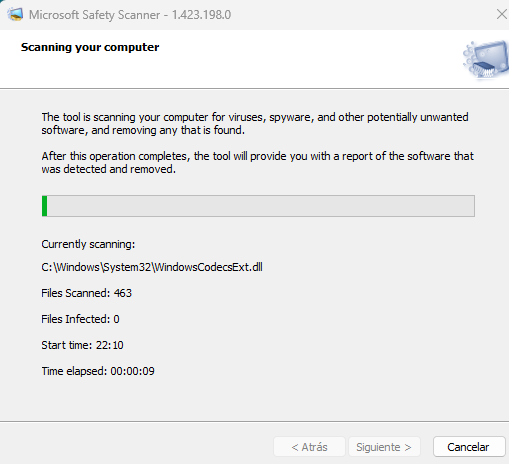 Microsoft Safety Scanner - 1.423.198.0
Scanning your computer
The tool is scanning your computer for viruses, spyware, and other potentially unwanted
software, and removing any that is found.
After this operation completes, the tool will provide you with a report of the software that
was detected and removed.
Currently scanning:
C:\Windows\System32\WindowsCodecsExt.dll
Files Scanned: 463
Files Infected: 0
Start time: 22:10
Time elapsed: 00:00:09
< Atrás
Siguiente >
Cancelar